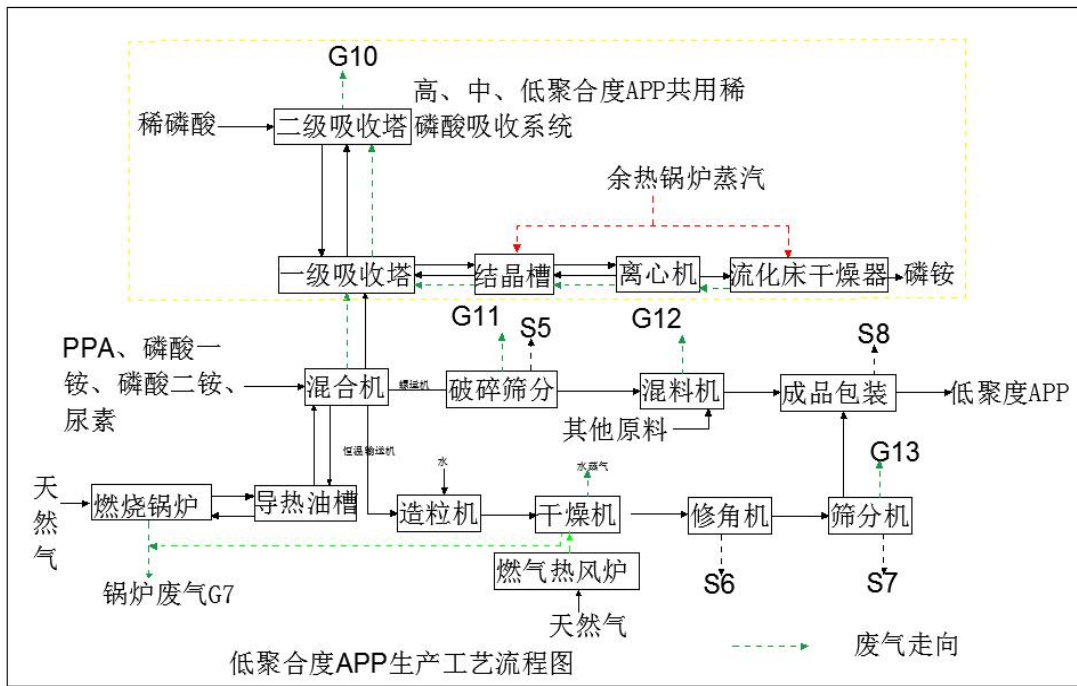 G10
高、中、低聚合度APP共用稀
稀磷酸
二级吸收塔
磷酸吸收系统
余热锅炉蒸汽
一级吸收塔
结晶槽
离心机
流化床干燥器
磷铵
G11
S5
G12
S8
PPA、磷酸一
铵、磷酸二铵、
尿素
混合机
螺运机
破碎筛分
混料机
成品包装
低聚度APP
其他原料
恒温输送机
水
水蒸气
G13
天
然
气
燃烧锅炉
导热油槽
造粒机
干燥机
修角机
筛分机
燃气热风炉
锅炉废气G7
S6
S7
天然气
废气走向
低聚合度APP生产工艺流程图